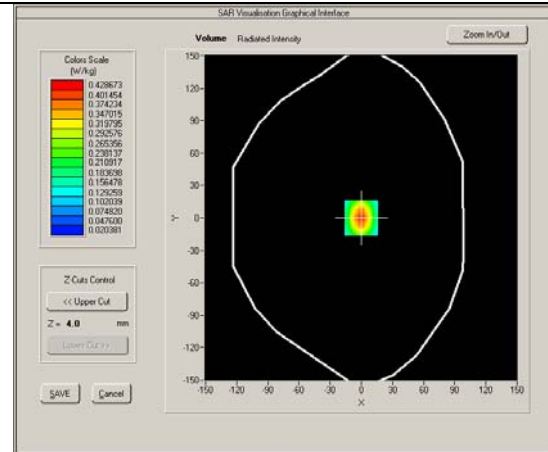 SAR Visualisation Graphical Interface
Volume Radiated Intensity
Zoom In/Out
Colors Scale
(W/kg)
0.428673
0.401454
0.374234
0.347015
0.319795
0.292576
0.265356
0.238137
0.210917
0.183698
0.156478
0.129259
0.102039
0.074820
0.047600
0.020381
Z-Cuts Control
<< Upper Cut
Z = 4.0 mm
Lower Cut >>
SAVE Cancel
150
120
90
60
30
0
-30
-60
-90
-120
-150
Y
-150 -120 -90 -60 -30 0 30 60 90 120 150
X